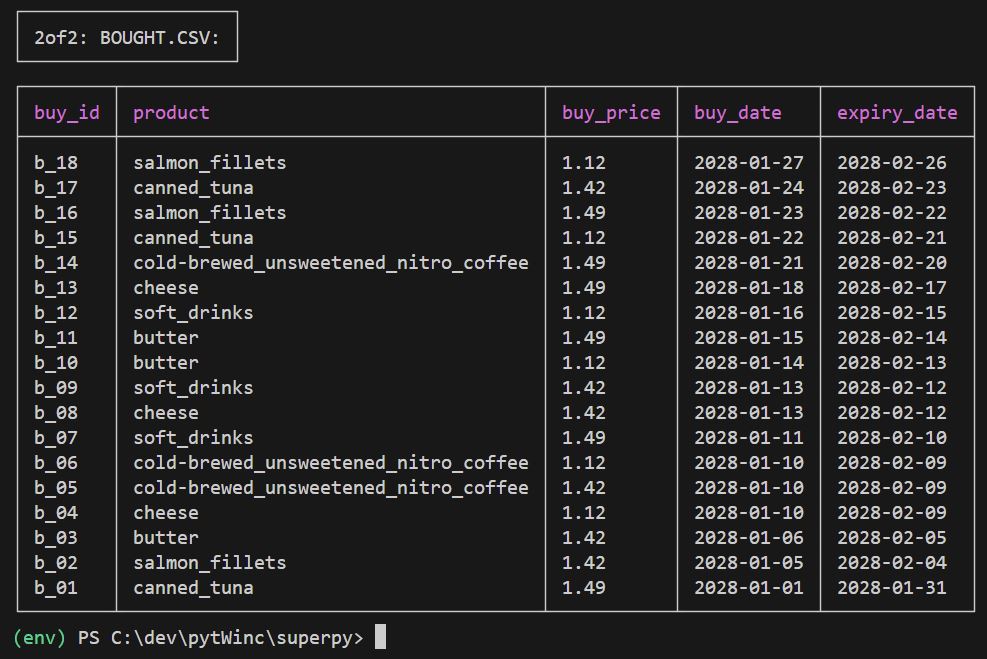 2of2: BOUGHT.CSV:
buy_id product buy_price buy_date expiry_date
b_18 salmon_fillets 1.12 2028-01-27 2028-02-26
b_17 canned_tuna 1.42 2028-01-24 2028-02-23
b_16 salmon_fillets 1.49 2028-01-23 2028-02-22
b_15 canned_tuna 1.12 2028-01-22 2028-02-21
b_14 cold-brewed_unsweetened_nitro_coffee 1.49 2028-01-21 2028-02-20
b_13 cheese 1.49 2028-01-18 2028-02-17
b_12 soft_drinks 1.12 2028-01-16 2028-02-15
b_11 butter 1.49 2028-01-15 2028-02-14
b_10 butter 1.12 2028-01-14 2028-02-13
b_09 soft_drinks 1.42 2028-01-13 2028-02-12
b_08 cheese 1.42 2028-01-13 2028-02-12
b_07 soft_drinks 1.49 2028-01-11 2028-02-10
b_06 cold-brewed_unsweetened_nitro_coffee 1.12 2028-01-10 2028-02-09
b_05 cold-brewed_unsweetened_nitro_coffee 1.42 2028-01-10 2028-02-09
b_04 cheese 1.12 2028-01-10 2028-02-09
b_03 butter 1.42 2028-01-06 2028-02-05
b_02 salmon_fillets 1.42 2028-01-05 2028-02-04
b_01 canned_tuna 1.49 2028-01-01 2028-01-31
(env) PS C:\dev\pytWinc\superpy>